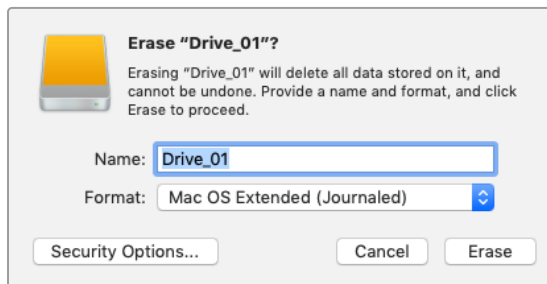 Erase “Drive_01”?
Erasing “Drive_01” will delete all data stored on it, and
cannot be undone. Provide a name and format, and click
Erase to proceed.
Name: Drive_01
Format: Mac OS Extended (Journaled)
Security Options... Cancel Erase